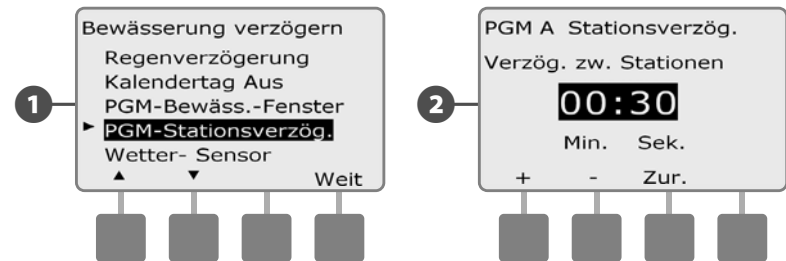 1
Bewässerung verzögern
Regenverzögerung
Kalendertag Aus
PGM-Bewäss.-Fenster
► PGM-Stationsverzög.
Wetter- Sensor
▲ ▼ Weit
2
PGM A Stationsverzög.
Verzög. zw. Stationen
00:30
Min. Sek.
+ - Zur.